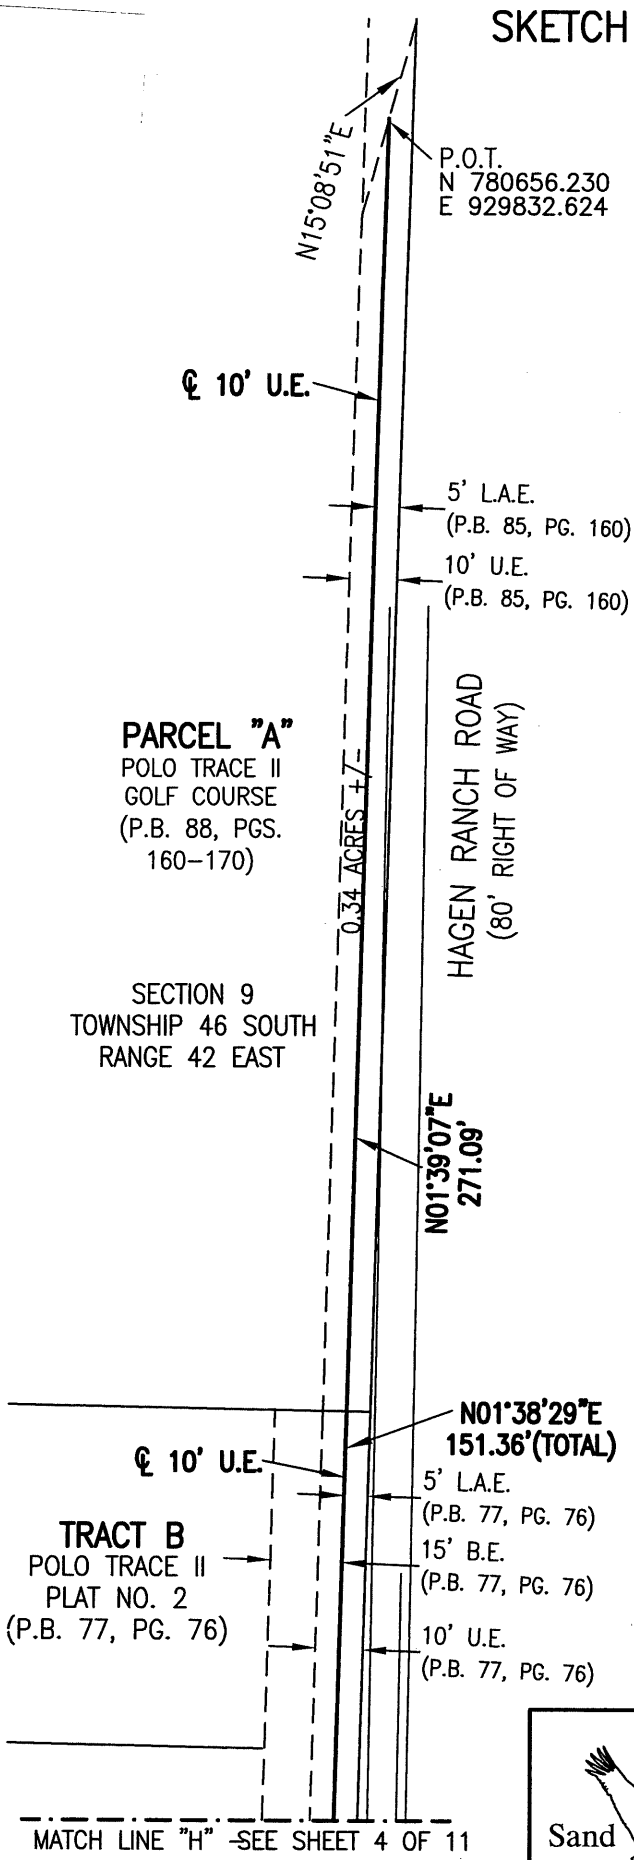 SKETCH
N15°08'51"E
P.O.T.
N 780656.230
E 929832.624
℄ 10' U.E.
5' L.A.E.
(P.B. 85, PG. 160)
10' U.E.
(P.B. 85, PG. 160)
PARCEL "A"
POLO TRACE II
GOLF COURSE
(P.B. 88, PGS.
160-170)
0.34 ACRES +/-
HAGEN RANCH ROAD
(80' RIGHT OF WAY)
SECTION 9
TOWNSHIP 46 SOUTH
RANGE 42 EAST
N01°39'07"E
271.09'
N01°38'29"E
151.36'(TOTAL)
℄ 10' U.E.
5' L.A.E.
(P.B. 77, PG. 76)
TRACT B
POLO TRACE II
PLAT NO. 2
(P.B. 77, PG. 76)
15' B.E.
(P.B. 77, PG. 76)
10' U.E.
(P.B. 77, PG. 76)
MATCH LINE "H" -SEE SHEET 4 OF 11
Sand